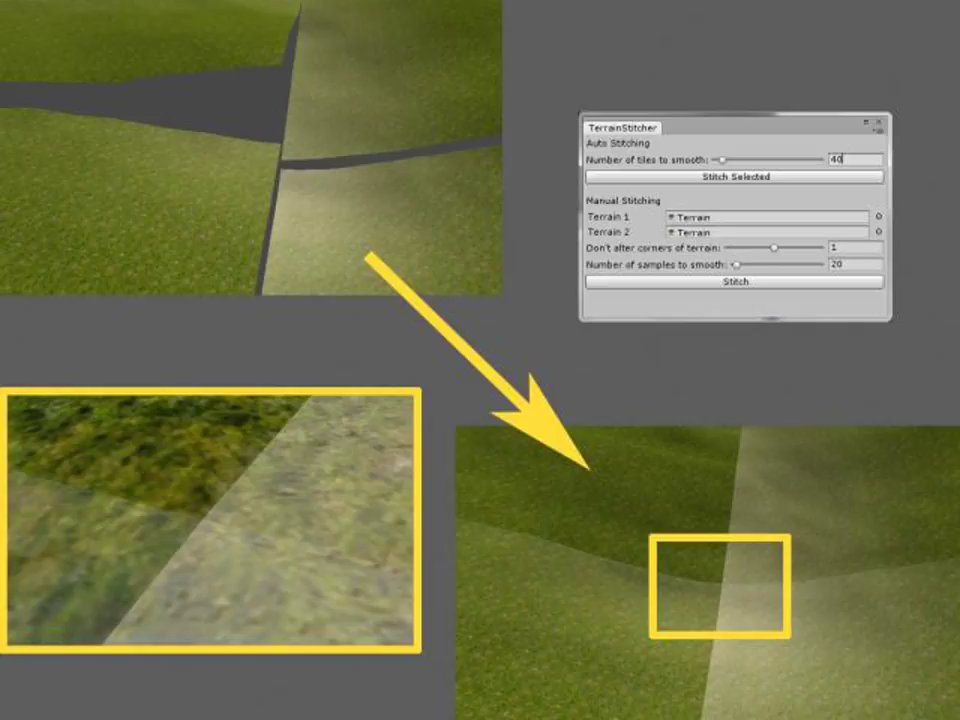 TerrainStitcher
Auto Stitching
Number of tiles to smooth: 40
Stitch Selected
Manual Stitching
Terrain 1 Terrain
Terrain 2 Terrain
Don't alter corners of terrain: 1
Number of samples to smooth: 20
Stitch